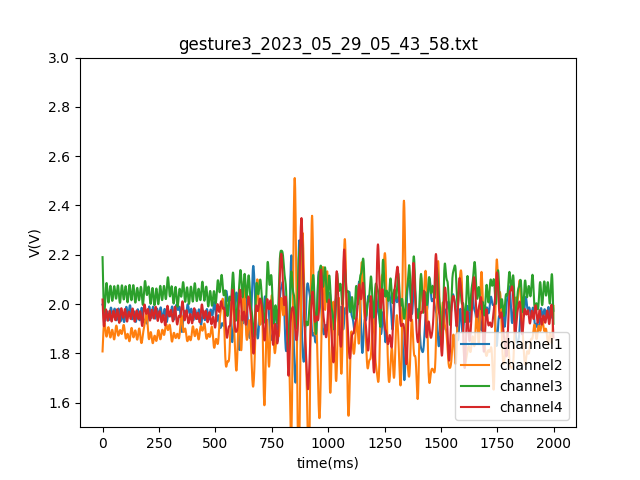 gesture3_2023_05_29_05_43_58.txt
3.0
2.8
2.6
2.4
2.2
2.0
1.8
1.6
V(V)
0 250 500 750 1000 1250 1500 1750 2000
time(ms)
channel1
channel2
channel3
channel4